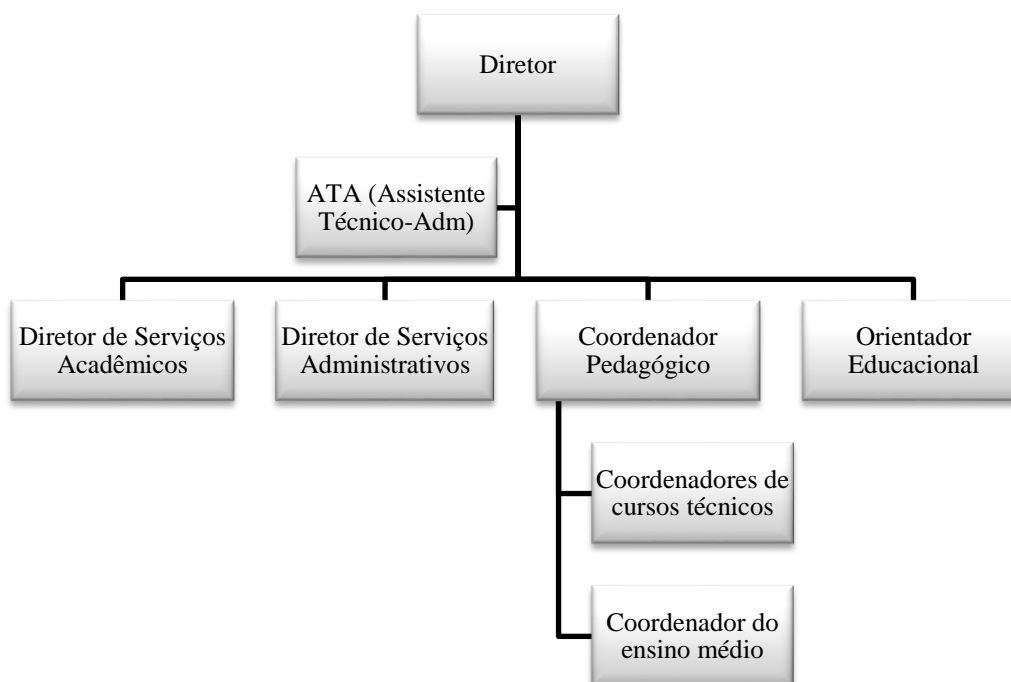 Diretor
ATA (Assistente
Técnico-Adm)
Diretor de Serviços
Acadêmicos
Diretor de Serviços
Administrativos
Coordenador
Pedagógico
Orientador
Educacional
Coordenadores de
cursos técnicos
Coordenador do
ensino médio